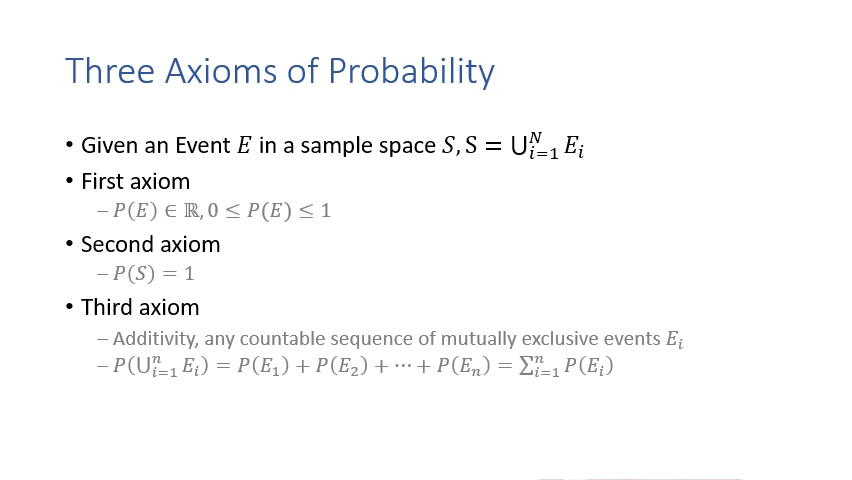 Three Axioms of Probability
• Given an Event 𝐸 in a sample space 𝑆, S = ⋃ᵢ₌₁ᴺ 𝐸ᵢ
• First axiom
– 𝑃(𝐸) ∈ ℝ, 0 ≤ 𝑃(𝐸) ≤ 1
• Second axiom
– 𝑃(𝑆) = 1
• Third axiom
– Additivity, any countable sequence of mutually exclusive events 𝐸ᵢ
– 𝑃(⋃ᵢ₌₁ⁿ 𝐸ᵢ) = 𝑃(𝐸₁) + 𝑃(𝐸₂) + ⋯ + 𝑃(𝐸ₙ) = ∑ᵢ₌₁ⁿ 𝑃(𝐸ᵢ)